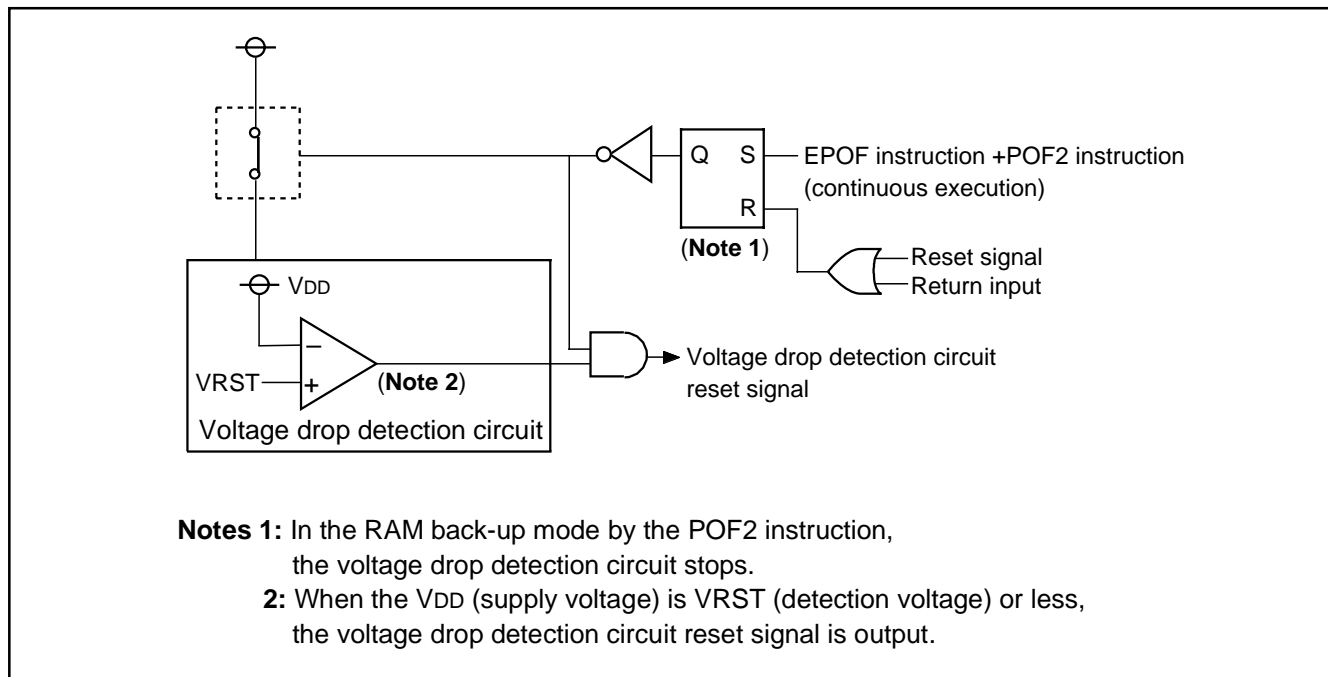 Q S EPOF instruction +POF2 instruction
(continuous execution)
R
(Note 1)
Reset signal
Return input
VDD
–
VRST + (Note 2)
Voltage drop detection circuit
Voltage drop detection circuit
reset signal
Notes 1: In the RAM back-up mode by the POF2 instruction,
the voltage drop detection circuit stops.
2: When the VDD (supply voltage) is VRST (detection voltage) or less,
the voltage drop detection circuit reset signal is output.